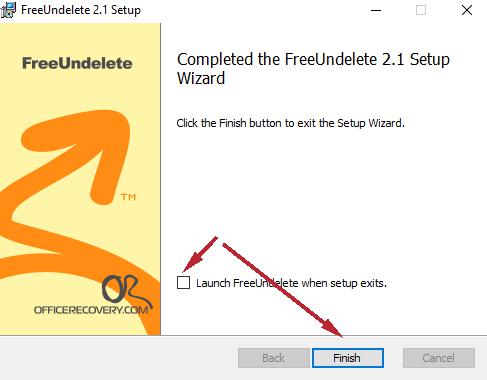 FreeUndelete 2.1 Setup
FreeUndelete
Completed the FreeUndelete 2.1 Setup
Wizard
Click the Finish button to exit the Setup Wizard.
TM
OR
OFFICERECOVERY.COM
Launch FreeUndelete when setup exits.
Back
Finish
Cancel